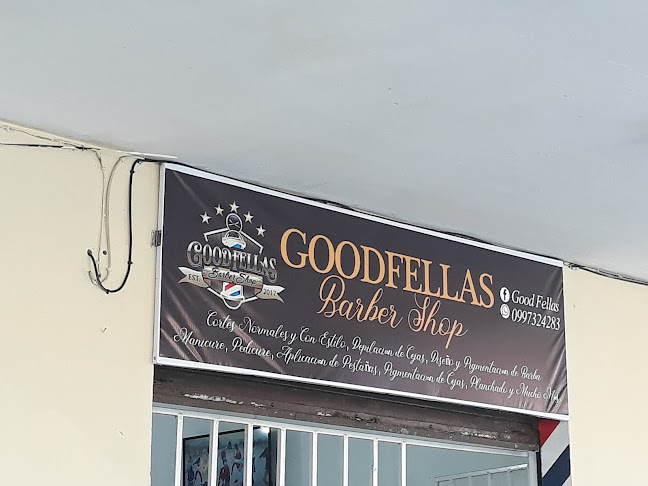 GOODFELLAS
Barber Shop
EST. 2017
GOODFELLAS
Barber Shop
Good Fellas
0997324283
Cortes Normales y Con Estilo, Depilacion de Cejas, Diseño y Pigmentacion de Barba
Manicure, Pedicure, Aplicacion de Pestañas, Pigmentacion de Cejas, Planchado y Mucho Mas